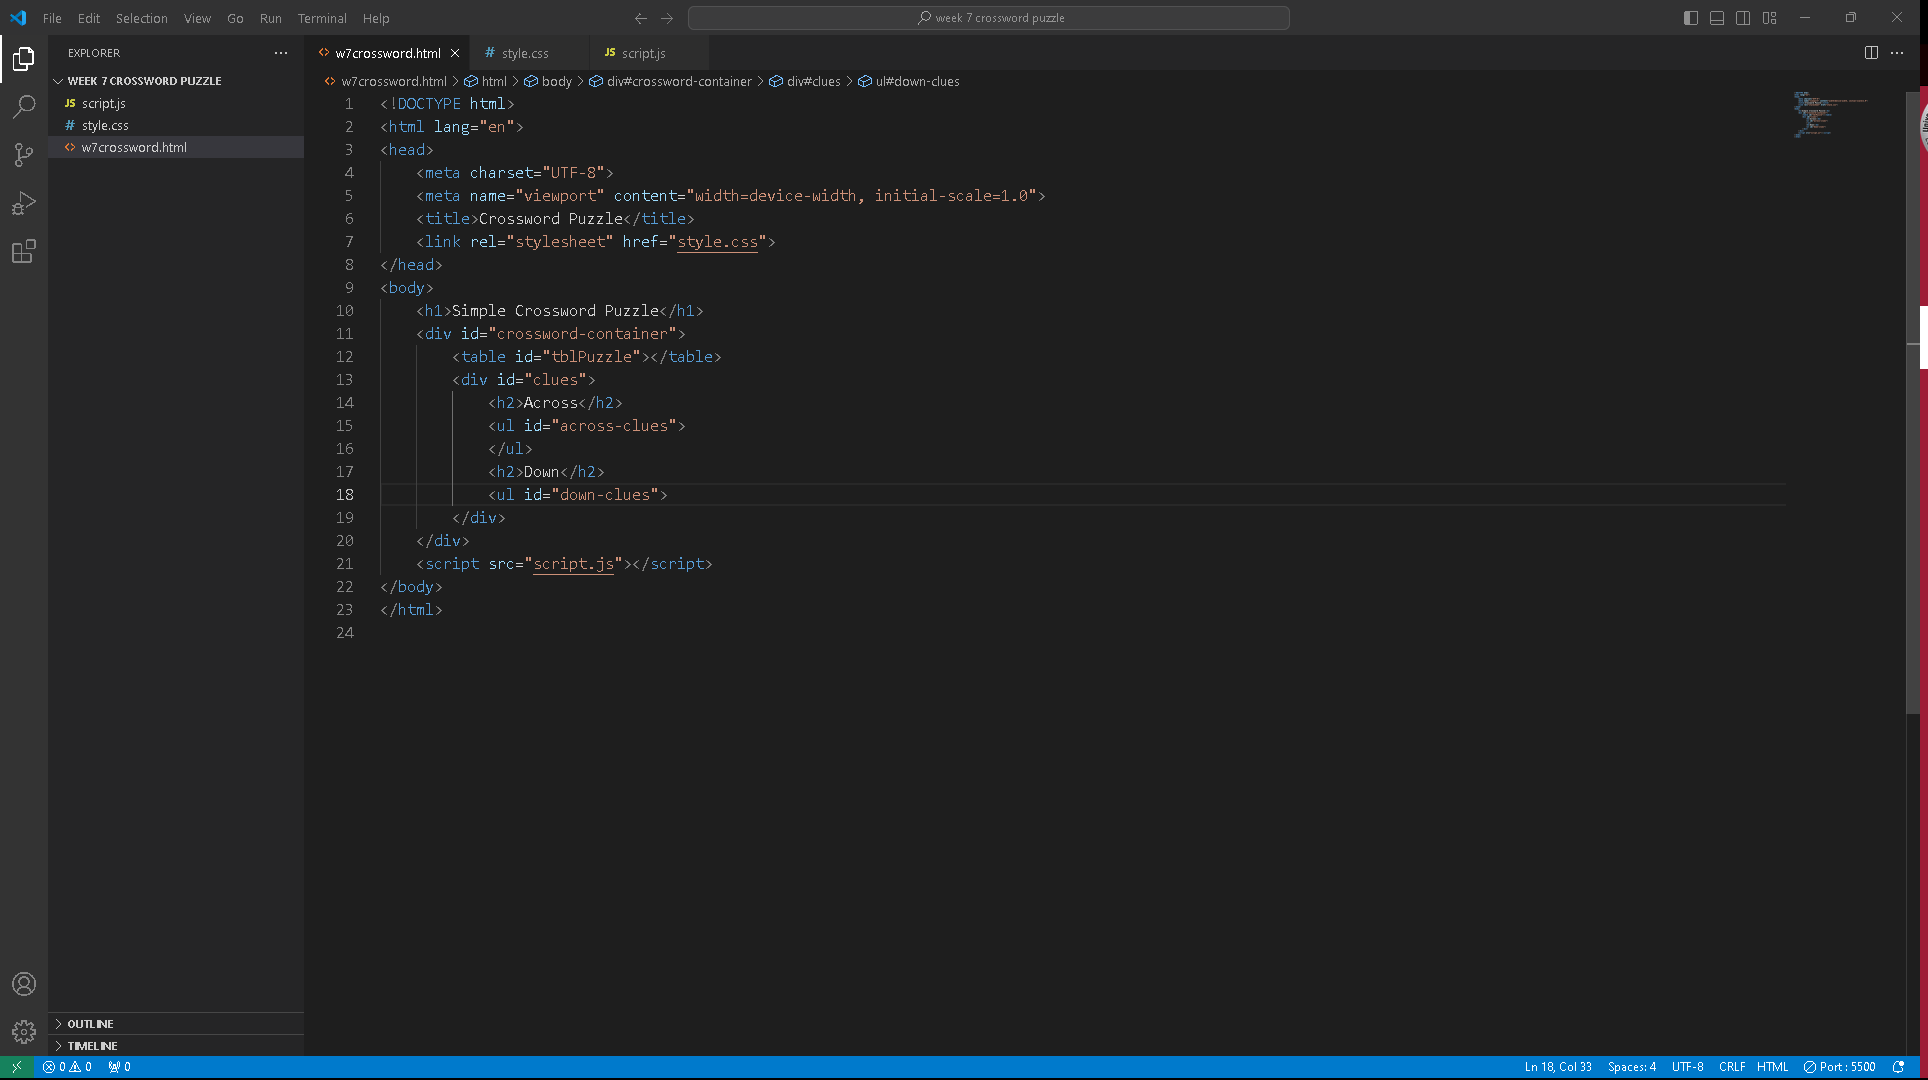 File Edit Selection View Go Run Terminal Help
week 7 crossword puzzle
EXPLORER
w7crossword.html
# style.css
JS script.js
WEEK 7 CROSSWORD PUZZLE
JS script.js
# style.css
<> w7crossword.html
w7crossword.html > html > body > div#crossword-container > div#clues > ul#down-clues
1 <!DOCTYPE html>
2 <html lang="en">
3 <head>
4 <meta charset="UTF-8">
5 <meta name="viewport" content="width=device-width, initial-scale=1.0">
6 <title>Crossword Puzzle</title>
7 <link rel="stylesheet" href="style.css">
8 </head>
9 <body>
10 <h1>Simple Crossword Puzzle</h1>
11 <div id="crossword-container">
12 <table id="tblPuzzle"></table>
13 <div id="clues">
14 <h2>Across</h2>
15 <ul id="across-clues">
16 </ul>
17 <h2>Down</h2>
18 <ul id="down-clues">
19 </div>
20 </div>
21 <script src="script.js"></script>
22 </body>
23 </html>
24
OUTLINE
TIMELINE
0 0 0
Ln 18, Col 33 Spaces: 4 UTF-8 CRLF HTML Port : 5500